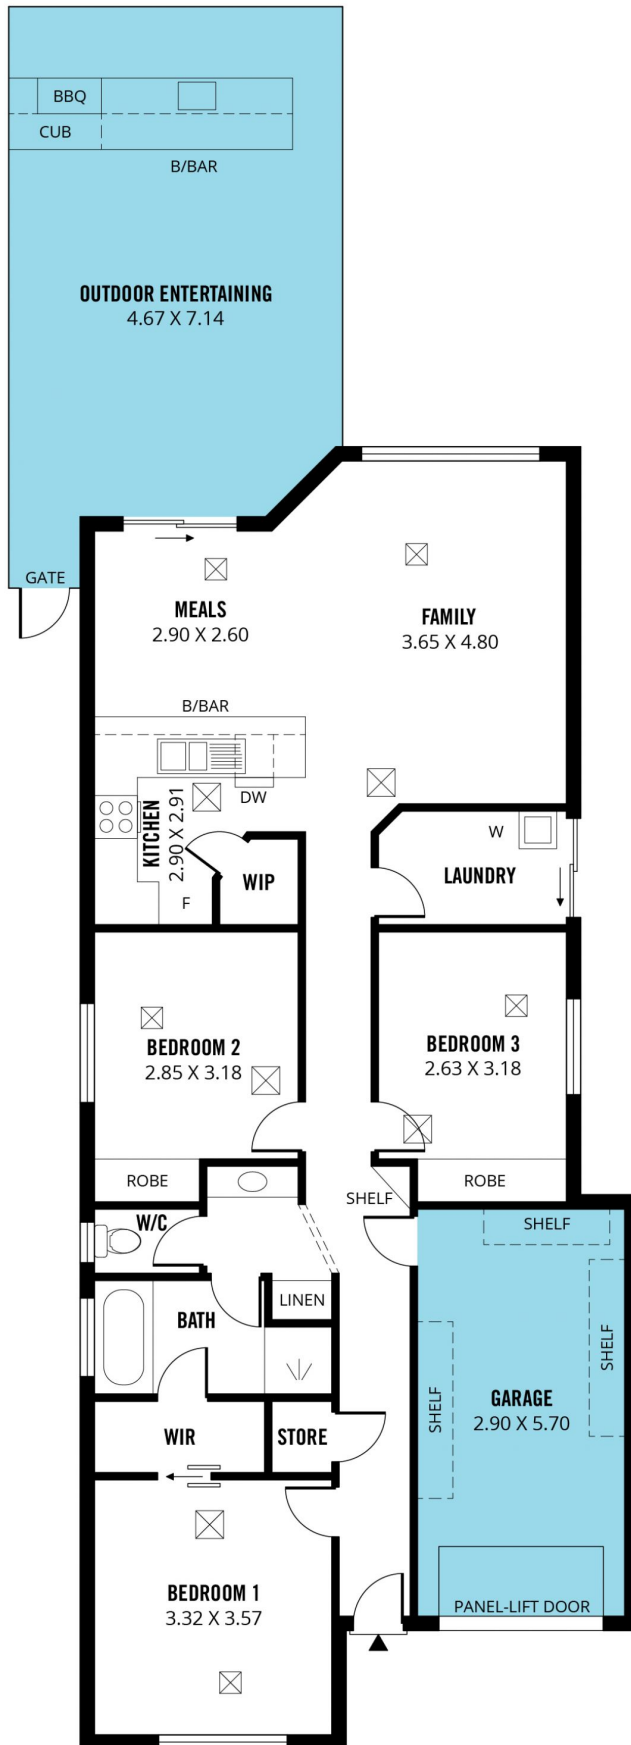 BBQ
CUB
B/BAR
OUTDOOR ENTERTAINING
4.67 X 7.14
GATE
MEALS
2.90 X 2.60
FAMILY
3.65 X 4.80
B/BAR
DW
KITCHEN
2.90 X 2.91
F
WIP
W
LAUNDRY
BEDROOM 2
2.85 X 3.18
BEDROOM 3
2.63 X 3.18
ROBE
SHELF
ROBE
W/C
SHELF
LINEN
BATH
SHELF
SHELF
GARAGE
2.90 X 5.70
WIR
STORE
BEDROOM 1
3.32 X 3.57
PANEL-LIFT DOOR